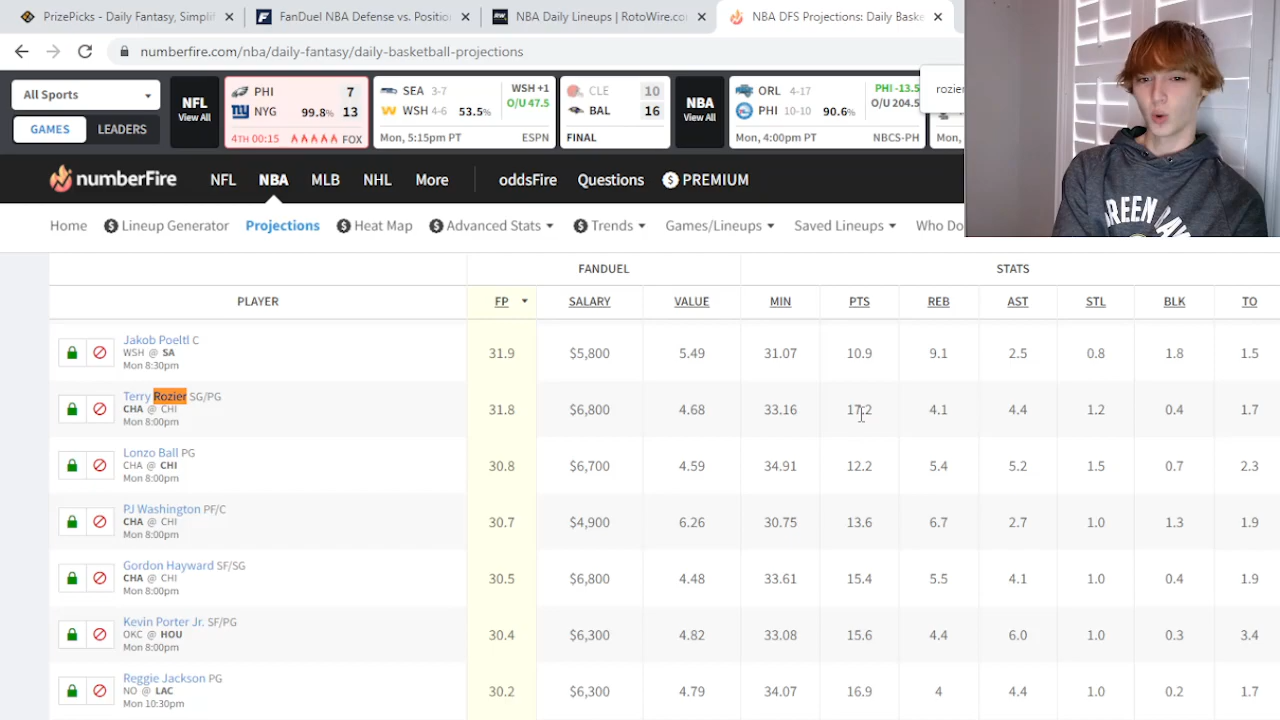 PrizePicks - Daily Fantasy, Simplif
FanDuel NBA Defense vs. Positio
NBA Daily Lineups | RotoWire.co
NBA DFS Projections: Daily Baske
numberfire.com/nba/daily-fantasy/daily-basketball-projections
rozier
All Sports
GAMES
LEADERS
NFL
View All
PHI 7
NYG 99.8% 13
4TH 00:15 FOX
SEA 3-7 WSH +1
WSH 4-6 53.5% O/U 47.5
Mon, 5:15pm PT ESPN
CLE 10
BAL 16
FINAL
NBA
View All
ORL 4-17 PHI -13.5
PHI 10-10 90.6% O/U 204.5
Mon, 4:00pm PT NBCS-PH
Mon,
GREEN BAY
numberFire NFL NBA MLB NHL More oddsFire Questions PREMIUM
Home Lineup Generator Projections Heat Map Advanced Stats Trends Games/Lineups Saved Lineups Who Do
FANDUEL STATS
PLAYER FP SALARY VALUE MIN PTS REB AST STL BLK TO
Jakob Poeltl C
WSH @ SA
Mon 8:30pm
31.9 $5,800 5.49 31.07 10.9 9.1 2.5 0.8 1.8 1.5
Terry Rozier SG/PG
CHA @ CHI
Mon 8:00pm
31.8 $6,800 4.68 33.16 17.2 4.1 4.4 1.2 0.4 1.7
Lonzo Ball PG
CHA @ CHI
Mon 8:00pm
30.8 $6,700 4.59 34.91 12.2 5.4 5.2 1.5 0.7 2.3
PJ Washington PF/C
CHA @ CHI
Mon 8:00pm
30.7 $4,900 6.26 30.75 13.6 6.7 2.7 1.0 1.3 1.9
Gordon Hayward SF/SG
CHA @ CHI
Mon 8:00pm
30.5 $6,800 4.48 33.61 15.4 5.5 4.1 1.0 0.4 1.9
Kevin Porter Jr. SF/PG
OKC @ HOU
Mon 8:00pm
30.4 $6,300 4.82 33.08 15.6 4.4 6.0 1.0 0.3 3.4
Reggie Jackson PG
NO @ LAC
Mon 10:30pm
30.2 $6,300 4.79 34.07 16.9 4 4.4 1.0 0.2 1.7